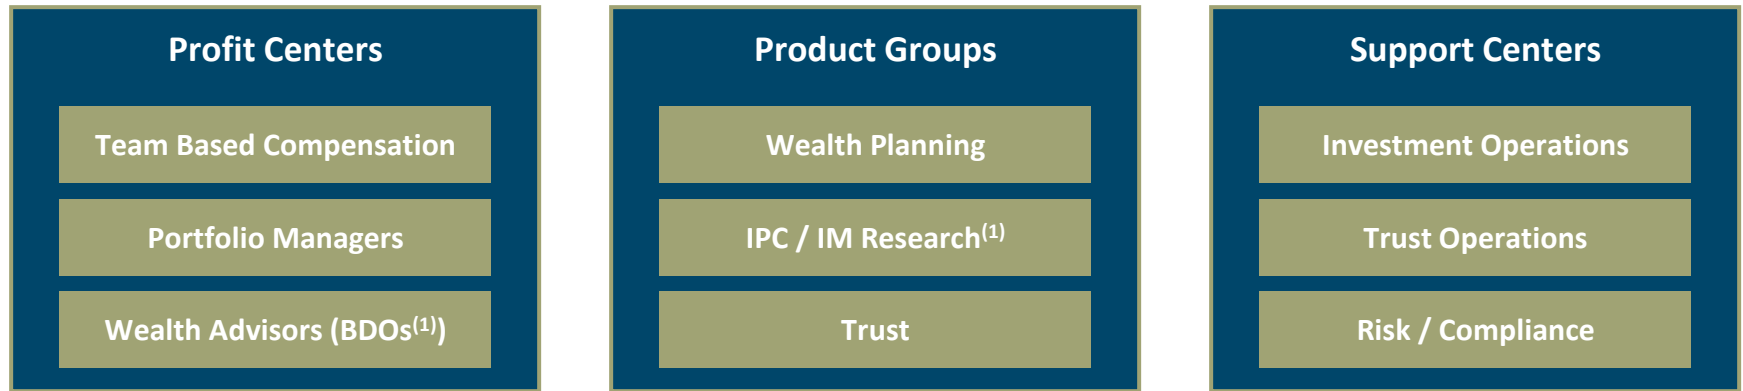 Profit Centers
Team Based Compensation
Portfolio Managers
Wealth Advisors (BDOs(1))
Product Groups
Wealth Planning
IPC / IM Research(1)
Trust
Support Centers
Investment Operations
Trust Operations
Risk / Compliance